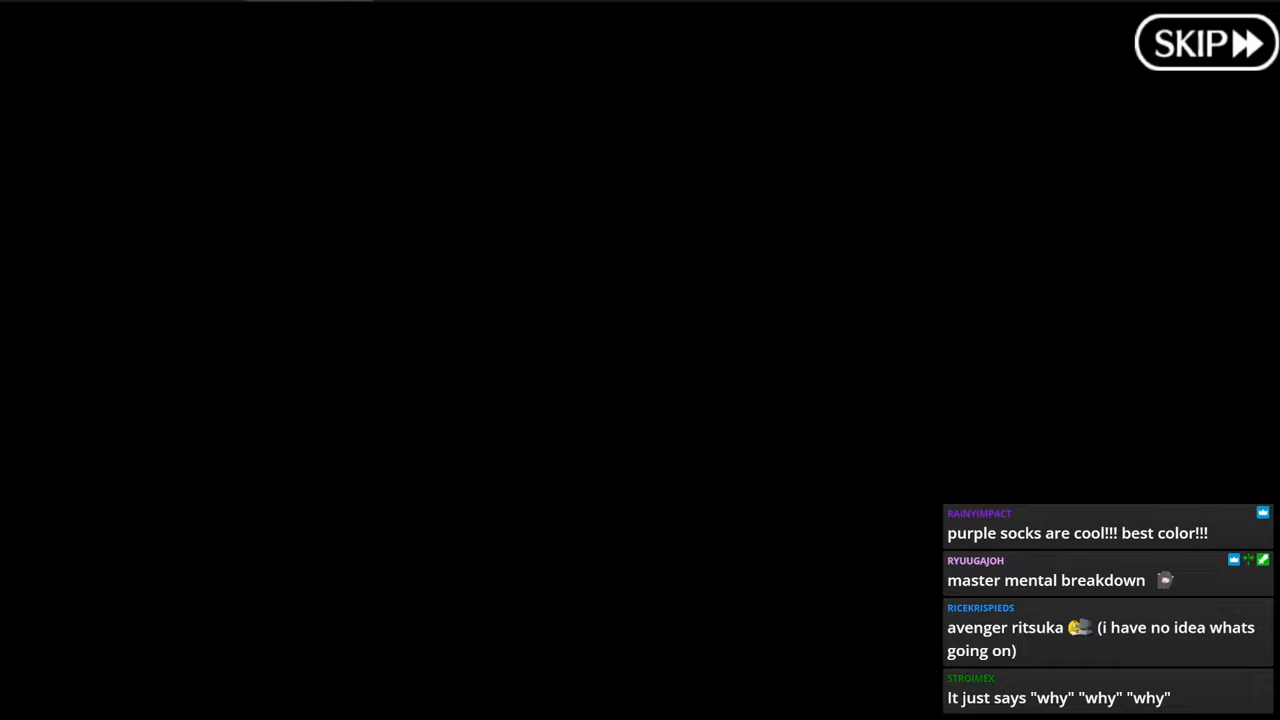 SKIP
RAINYIMPACT
purple socks are cool!!! best color!!!
RYUUGAJOH
master mental breakdown
RICEKRISPIEDS
avenger ritsuka (i have no idea whats
going on)
STROIMEX
It just says "why" "why" "why"